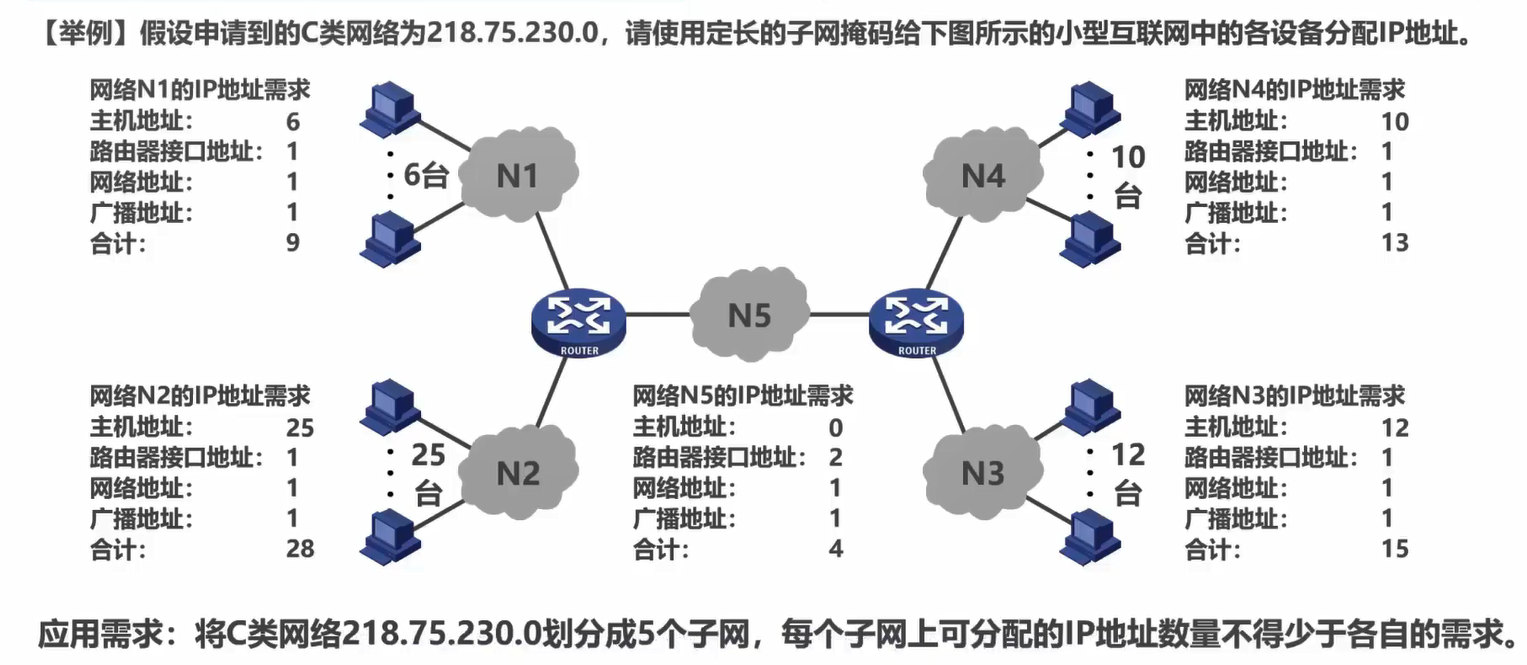 【举例】假设申请到的C类网络为218.75.230.0，请使用定长的子网掩码给下图所示的小型互联网中的各设备分配IP地址。
网络N1的IP地址需求
主机地址： 6
路由器接口地址： 1
网络地址： 1
广播地址： 1
合计： 9
6台
N1
N4
10
台
网络N4的IP地址需求
主机地址： 10
路由器接口地址： 1
网络地址： 1
广播地址： 1
合计： 13
ROUTER
N5
ROUTER
网络N2的IP地址需求
主机地址： 25
路由器接口地址： 1
网络地址： 1
广播地址： 1
合计： 28
25
台
N2
网络N5的IP地址需求
主机地址： 0
路由器接口地址： 2
网络地址： 1
广播地址： 1
合计： 4
N3
12
台
网络N3的IP地址需求
主机地址： 12
路由器接口地址： 1
网络地址： 1
广播地址： 1
合计： 15
应用需求：将C类网络218.75.230.0划分成5个子网，每个子网上可分配的IP地址数量不得少于各自的需求。